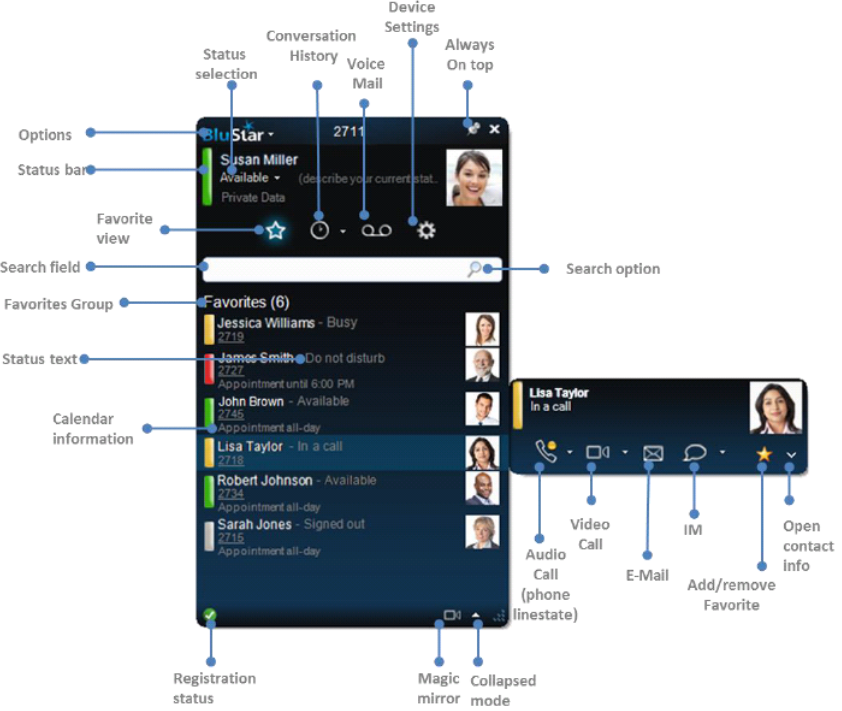 Device
Settings
Conversation
History
Always
On top
Status
selection
Voice
Mail
Options
BluStar
2711
Status bar
Susan Miller
Available
(describe your current stat..
Private Data
Favorite
view
Search field
Search option
Favorites Group
Favorites (6)
Jessica Williams - Busy
2719
Status text
James Smith - Do not disturb
2727
Appointment until 6:00 PM
John Brown - Available
2745
Appointment all-day
Calendar
information
Lisa Taylor - In a call
2718
Robert Johnson - Available
2734
Appointment all-day
Sarah Jones - Signed out
2715
Appointment all-day
Lisa Taylor
In a call
Audio
Call
(phone
linestate)
Video
Call
E-Mail
IM
Add/remove
Favorite
Open
contact
info
Registration
status
Magic
mirror
Collapsed
mode